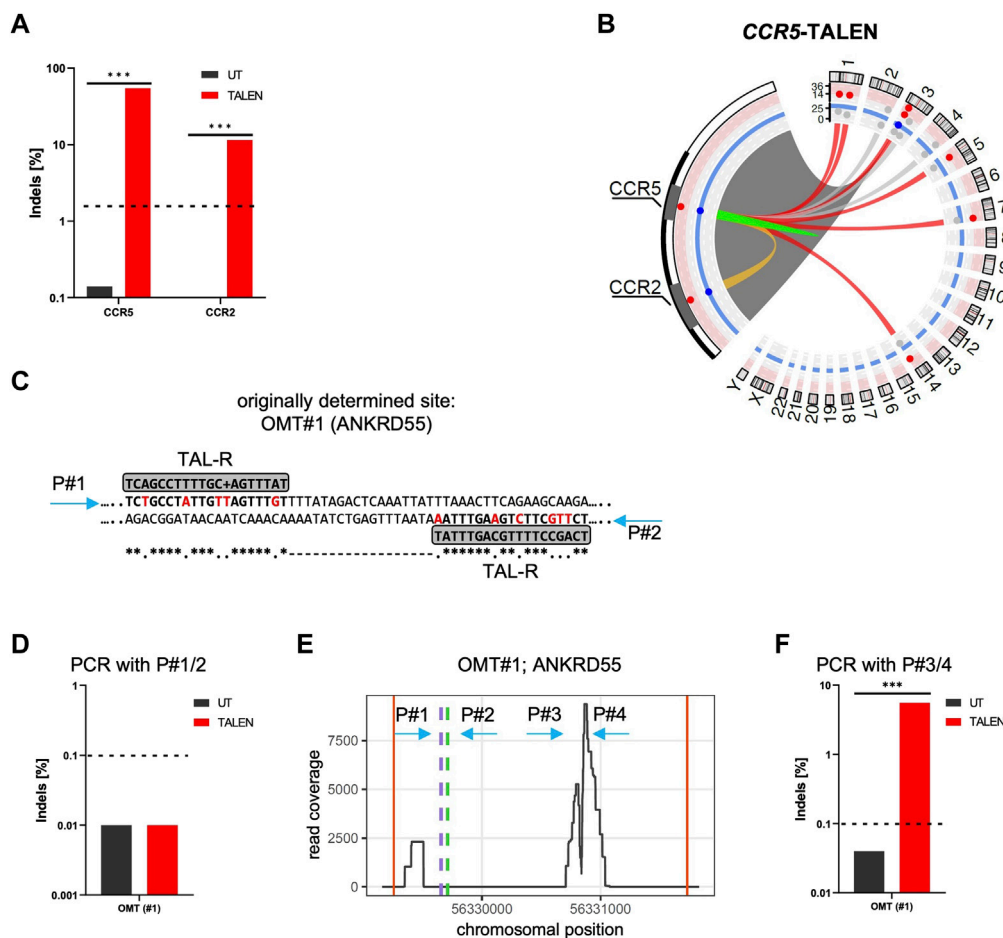 A
100
10
1
0.1
Indels [%]
***
***
UT
TALEN
CCR5
CCR2
B
CCR5-TALEN
36
14
25
0
1
2
3
4
5
6
7
8
9
10
11
12
13
14
15
16
17
18
19
20
21
22
X
Y
CCR5
CCR2
C
originally determined site:
OMT#1 (ANKRD55)
TAL-R
P#1
TCAGCCTTTTGC+AGTTTAT
..... TCTGCCTATTGTTAGTTTGTTTTATAGACTCAAATTATTTAAACTTCAGAAGCAAGA.....
..... AGACGGATAACAATCAAACAAAATATCTGAGTTTAATAAATTTGAAGTCTTCGTTCT.....
P#2
TATTTGACGTTTTCCGACT
**.****.***..*****.*------------------.******.***.**...**
TAL-R
D
PCR with P#1/2
1
0.1
0.01
0.001
Indels [%]
UT
TALEN
OMT (#1)
E
OMT#1; ANKRD55
P#1
P#2
P#3
P#4
7500
5000
2500
0
read coverage
56330000
56331000
chromosomal position
F
PCR with P#3/4
10
1
0.1
0.01
Indels [%]
***
UT
TALEN
OMT (#1)